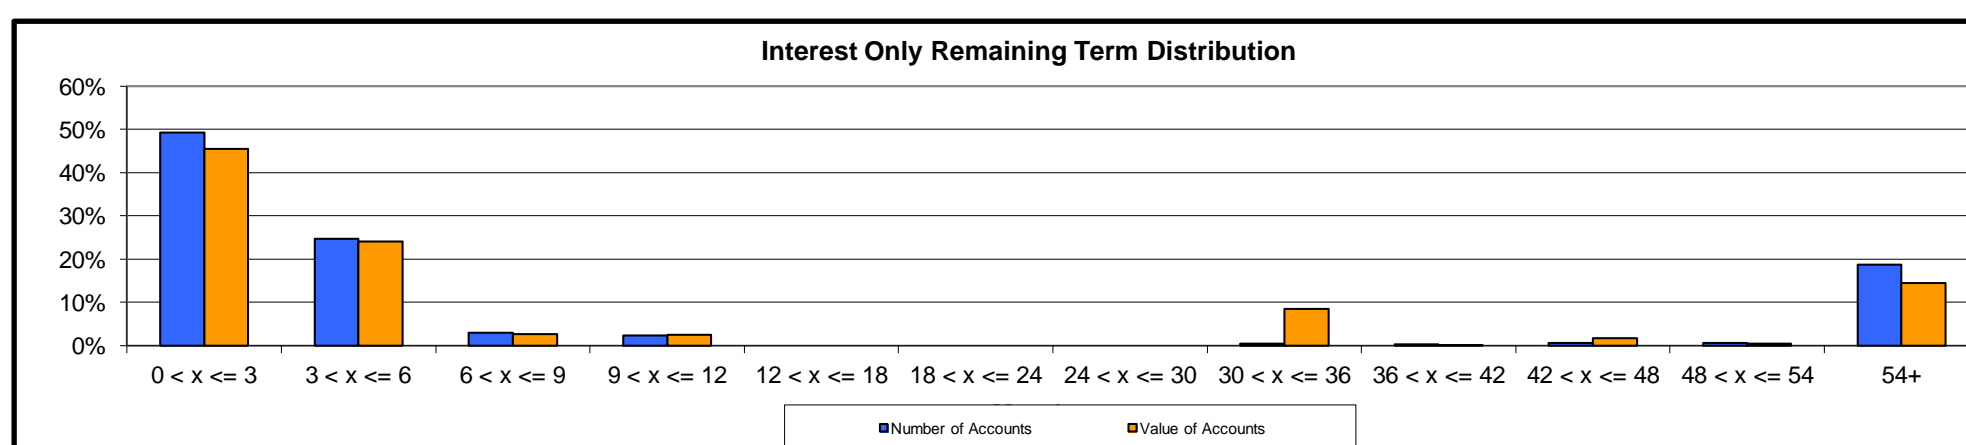 Interest Only Remaining Term Distribution
60%
50%
40%
30%
20%
10%
0%
0 < x <= 3 3 < x <= 6 6 < x <= 9 9 < x <= 12 12 < x <= 18 18 < x <= 24 24 < x <= 30 30 < x <= 36 36 < x <= 42 42 < x <= 48 48 < x <= 54 54+
Number of Accounts Value of Accounts